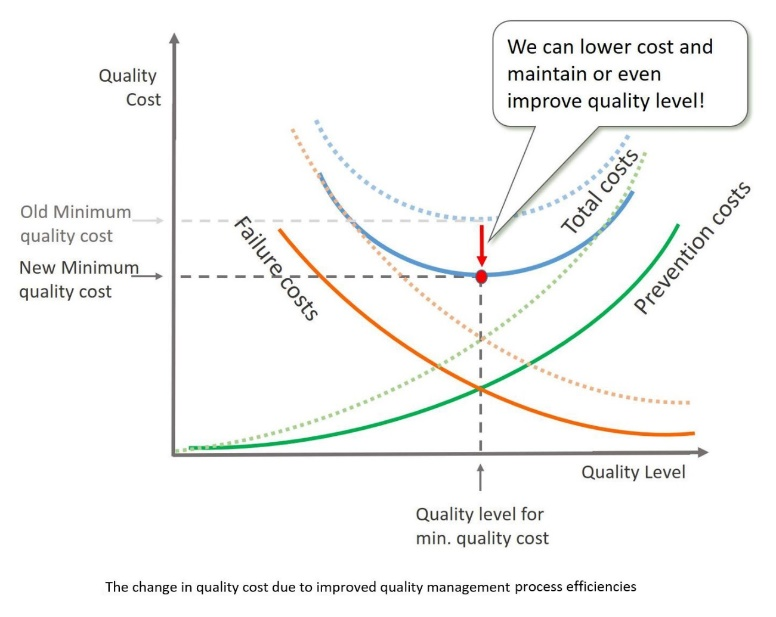 We can lower cost and
maintain or even
improve quality level!
Quality
Cost
Old Minimum
quality cost
New Minimum
quality cost
Failure costs
Total costs
Prevention costs
Quality Level
Quality level for
min. quality cost
The change in quality cost due to improved quality management process efficiencies